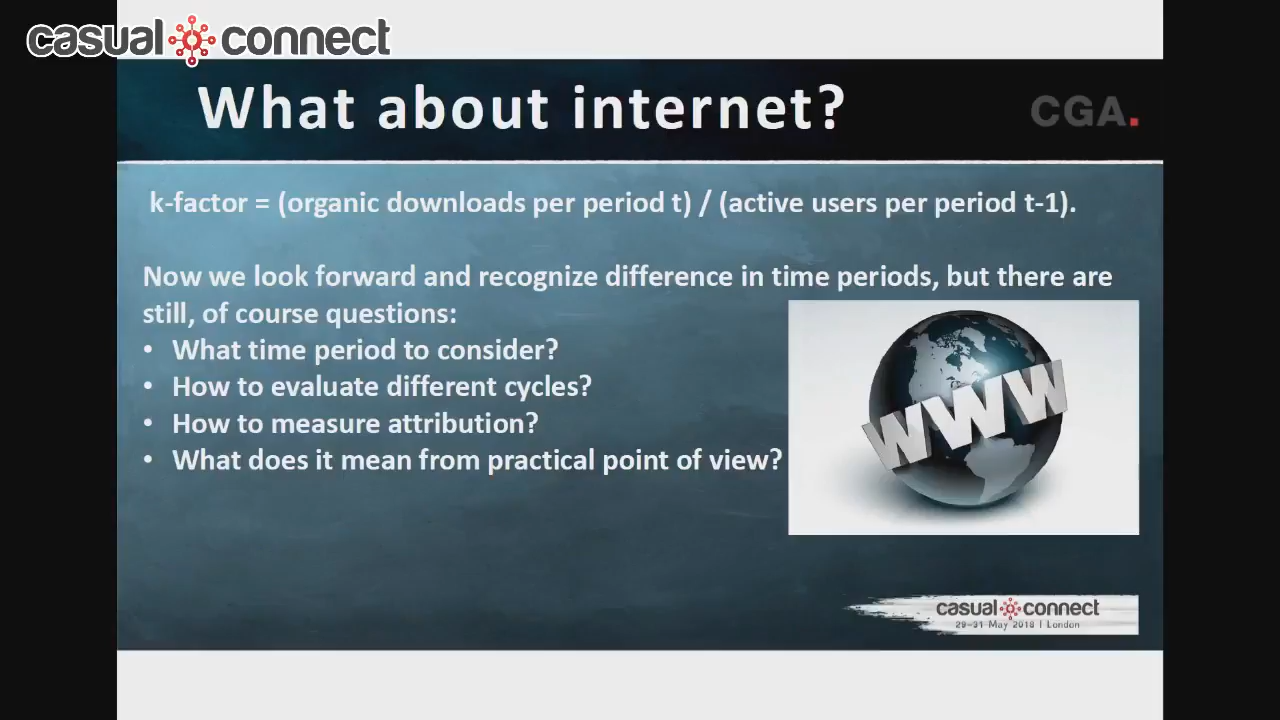 casual connect
What about internet?
CGA.
k-factor = (organic downloads per period t) / (active users per period t-1).
Now we look forward and recognize difference in time periods, but there are
still, of course questions:
• What time period to consider?
• How to evaluate different cycles?
• How to measure attribution?
• What does it mean from practical point of view?
www
casual connect
29-31 May 2018 | London